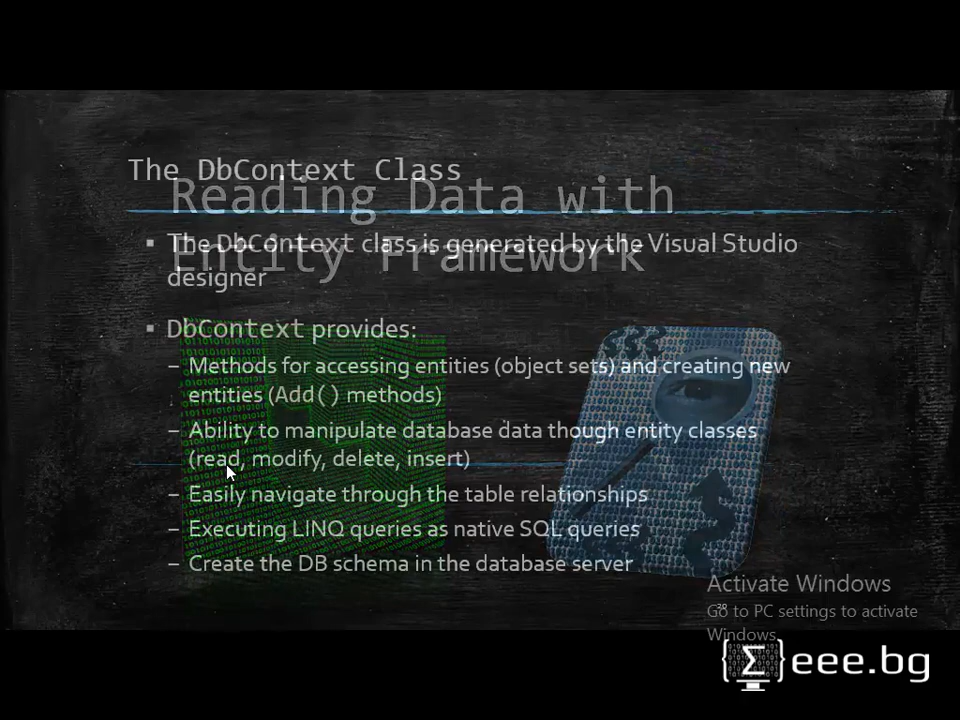 The DbContext Class
Reading Data with
Entity Framework
▪ The DbContext class is generated by the Visual Studio
designer
▪ DbContext provides:
– Methods for accessing entities (object sets) and creating new
entities (Add() methods)
– Ability to manipulate database data though entity classes
(read, modify, delete, insert)
– Easily navigate through the table relationships
– Executing LINQ queries as native SQL queries
– Create the DB schema in the database server
Activate Windows
Go to PC settings to activate
Windows.
{Σ}eee.bg